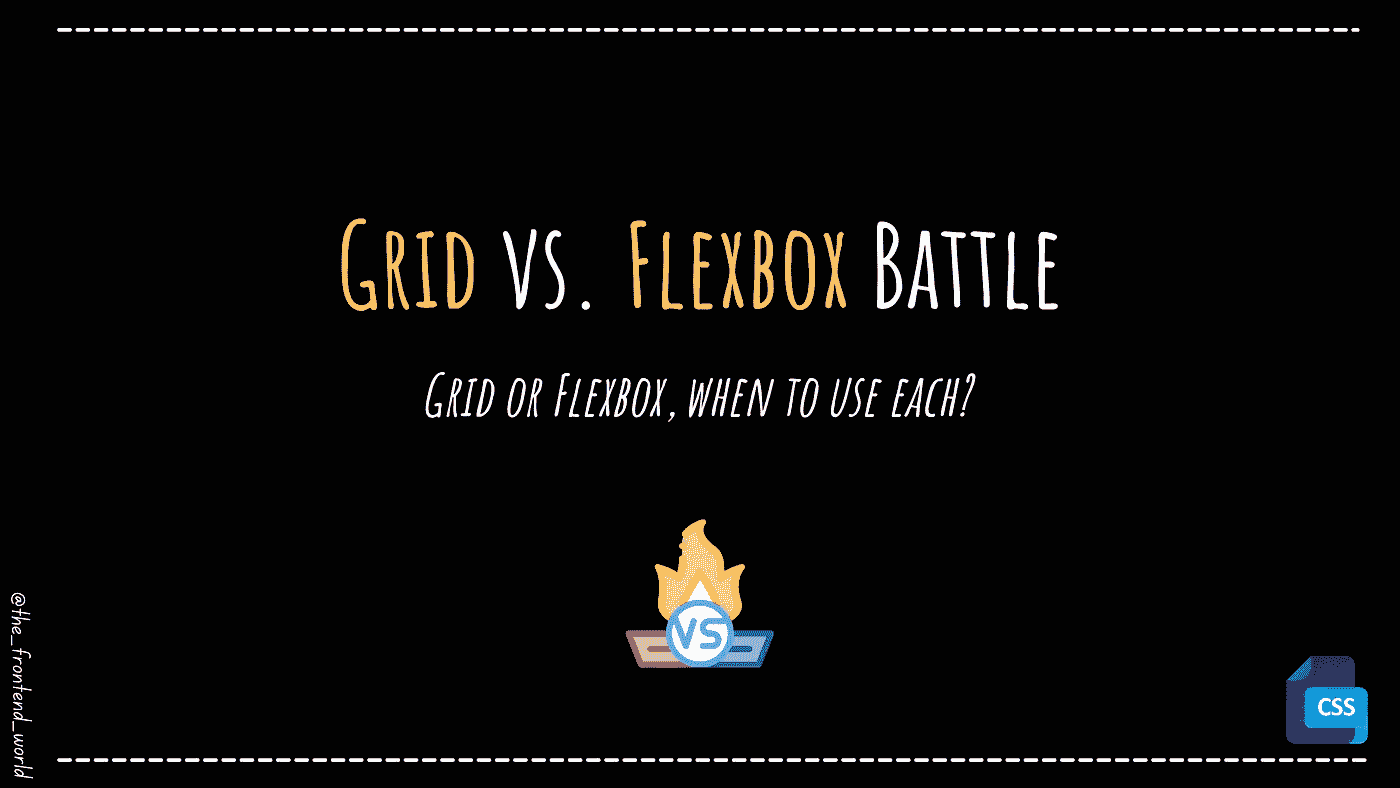 Grid vs. Flexbox Battle
Grid or Flexbox, when to use each?
VS
CSS
@the_frontend_world